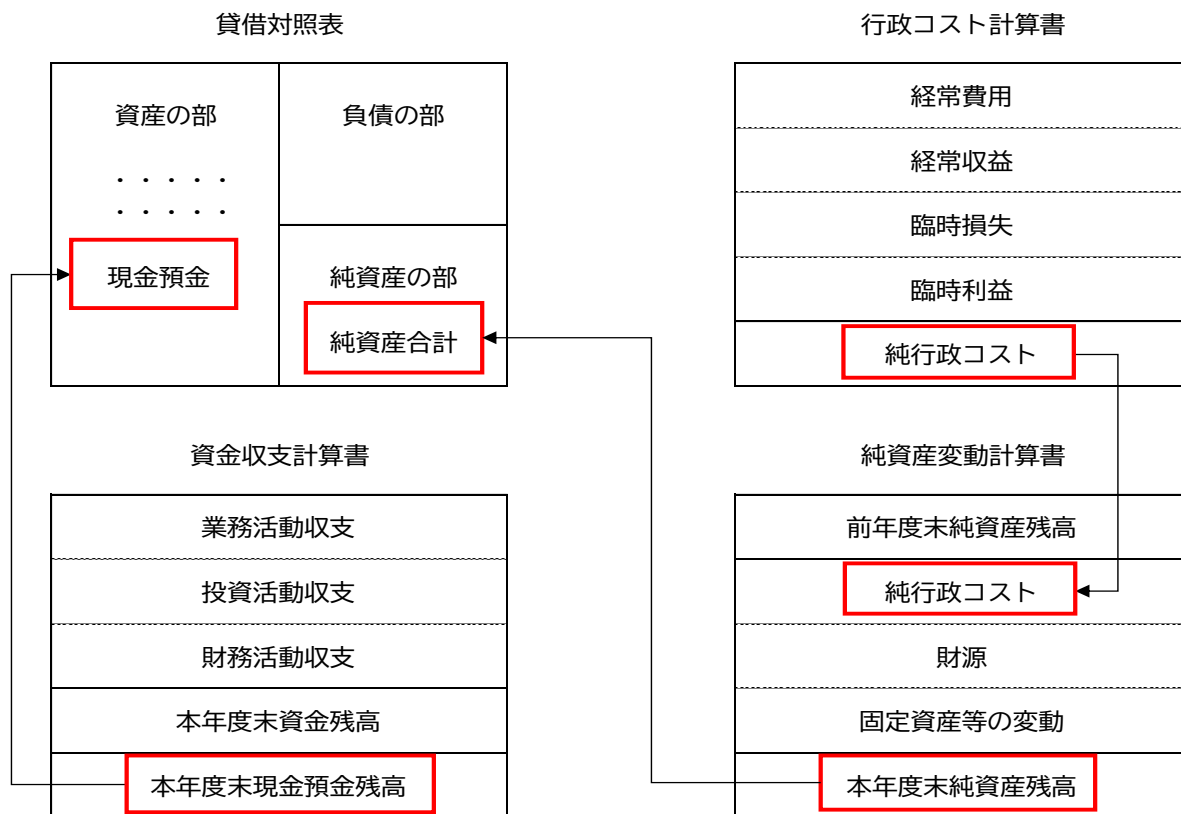 貸借対照表
資産の部
・・・・・
・・・・・
現金預金
負債の部
純資産の部
純資産合計
行政コスト計算書
経常費用
経常収益
臨時損失
臨時利益
純行政コスト
資金収支計算書
業務活動収支
投資活動収支
財務活動収支
本年度末資金残高
本年度末現金預金残高
純資産変動計算書
前年度末純資産残高
純行政コスト
財源
固定資産等の変動
本年度末純資産残高